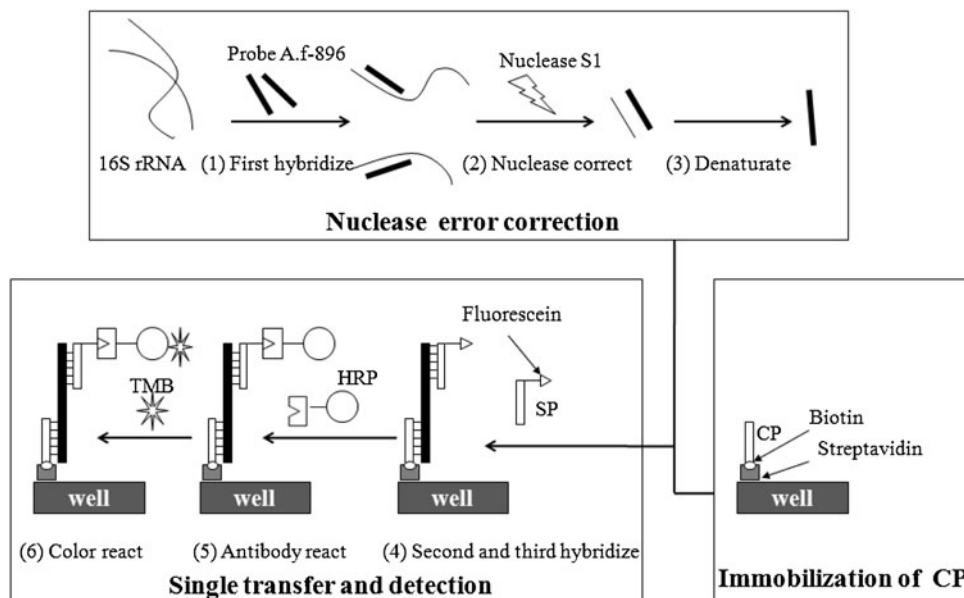 Probe A.f-896
Nuclease S1
16S rRNA
(1) First hybridize
(2) Nuclease correct
(3) Denaturate
Nuclease error correction
Fluorescein
TMB
HRP
SP
CP
Biotin
Streptavidin
well
well
well
well
(6) Color react
(5) Antibody react
(4) Second and third hybridize
Single transfer and detection
Immobilization of CP